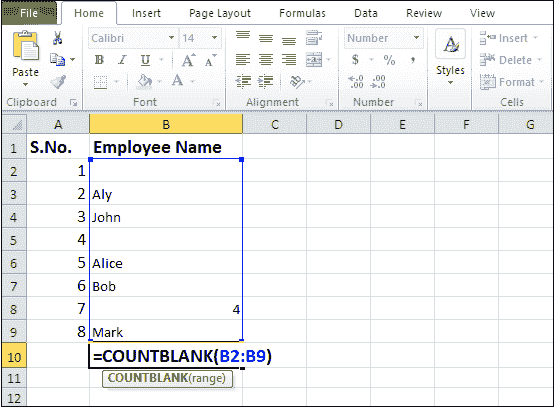 File Home Insert Page Layout Formulas Data Review View
Calibri 14 Number Insert
Paste B I U A A Σ Delete
$ % , Styles Format
.0 .00 .00 .0
Clipboard Font Alignment Number Cells
A B C D E F G
1 S.No. Employee Name
2 1
3 2 Aly
4 3 John
5 4
6 5 Alice
7 6 Bob
8 7 4
9 8 Mark
10 =COUNTBLANK(B2:B9)
11 COUNTBLANK(range)
12